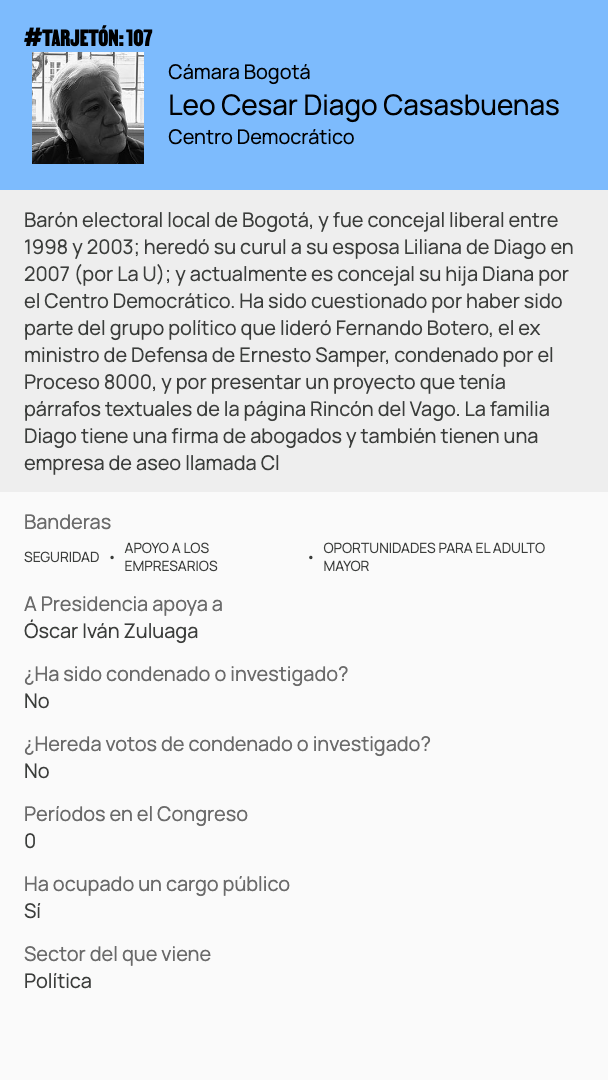 #TARJETÓN: 107
Cámara Bogotá
Leo Cesar Diago Casasbuenas
Centro Democrático
Barón electoral local de Bogotá, y fue concejal liberal entre
1998 y 2003; heredó su curul a su esposa Liliana de Diago en
2007 (por La U); y actualmente es concejal su hija Diana por
el Centro Democrático. Ha sido cuestionado por haber sido
parte del grupo político que lideró Fernando Botero, el ex
ministro de Defensa de Ernesto Samper, condenado por el
Proceso 8000, y por presentar un proyecto que tenía
párrafos textuales de la página Rincón del Vago. La familia
Diago tiene una firma de abogados y también tienen una
empresa de aseo llamada Cl
Banderas
SEGURIDAD • APOYO A LOS EMPRESARIOS • OPORTUNIDADES PARA EL ADULTO MAYOR
A Presidencia apoya a
Óscar Iván Zuluaga
¿Ha sido condenado o investigado?
No
¿Hereda votos de condenado o investigado?
No
Períodos en el Congreso
0
Ha ocupado un cargo público
Sí
Sector del que viene
Política